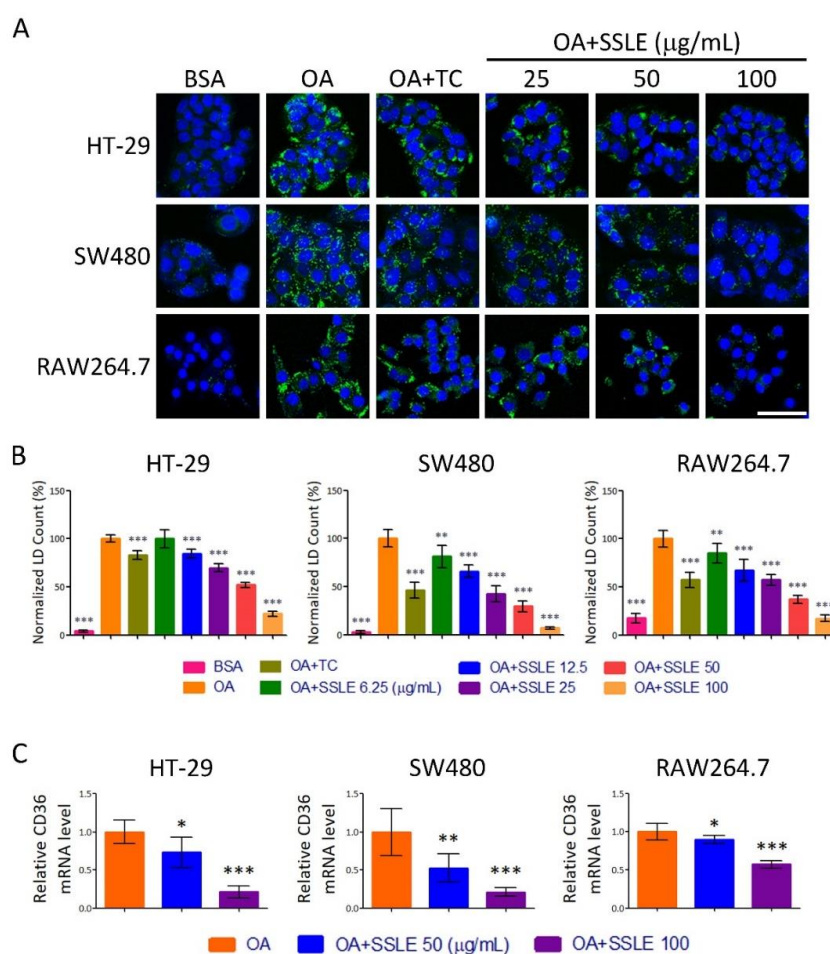 A
OA+SSLE (μg/mL)
BSA OA OA+TC 25 50 100
HT-29
SW480
RAW264.7
B
HT-29 SW480 RAW264.7
Normalized LD Count (%)
150
100
50
0
*** *** *** *** *** ***
Normalized LD Count (%)
150
100
50
0
*** *** ** *** *** *** ***
Normalized LD Count (%)
150
100
50
0
*** *** ** *** *** *** ***
BSA OA+TC OA+SSLE 12.5 OA+SSLE 50
OA OA+SSLE 6.25 (μg/mL) OA+SSLE 25 OA+SSLE 100
C
HT-29 SW480 RAW264.7
Relative CD36
mRNA level
1.5
1.0
0.5
0.0
* ***
Relative CD36
mRNA level
1.5
1.0
0.5
0.0
** ***
Relative CD36
mRNA level
1.5
1.0
0.5
0.0
* ***
OA OA+SSLE 50 (μg/mL) OA+SSLE 100